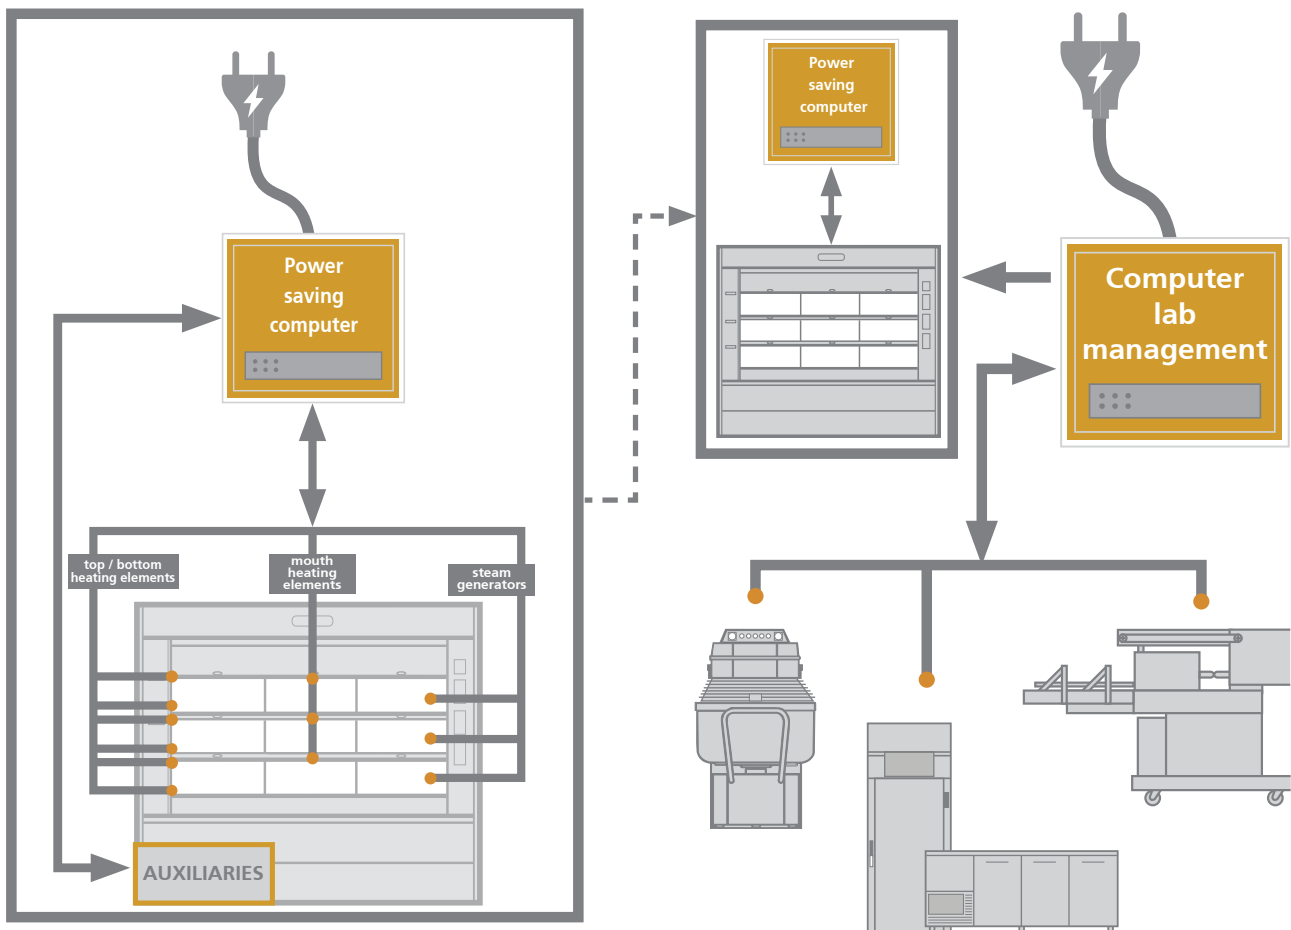 Power
saving
computer
top / bottom
heating elements
mouth
heating
elements
steam
generators
AUXILIARIES
Power
saving
computer
Computer
lab
management